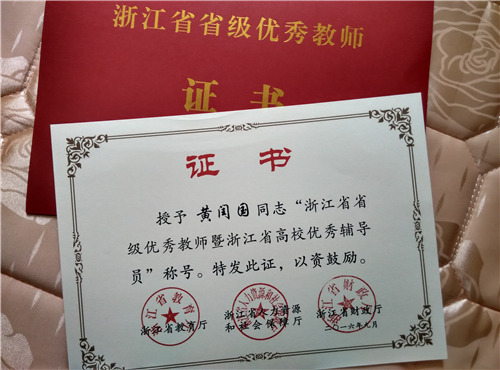 浙江省省级优秀教师
证书
证书
授予 黄闰国 同志“浙江省省
级优秀教师暨浙江省高校优秀辅导
员”称号。特发此证，以资鼓励。
浙江省教育厅
浙江省人力资源
和社会保障厅
浙江省财政厅
二〇一六年九月